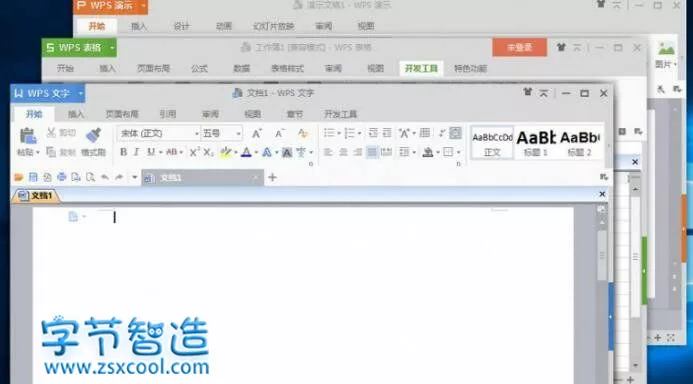 WPS 演示 演示文稿1 - WPS 演示
开始 插入 设计 动画 幻灯片放映 审阅 视图
WPS 表格 工作簿1 [兼容模式] - WPS 表格 未登录
开始 插入 页面布局 公式 数据 表格样式 审阅 视图 开发工具 特色功能
图片
WPS 文字 文档1 - WPS 文字
开始 插入 页面布局 引用 审阅 视图 章节 开发工具
粘贴 剪切 复制 格式刷
宋体 (正文) 五号
B I U AB X² X₂ A A A
AaBbCcDd AaBb AaBbC
正文 标题 1 标题 2
文档1
文档1
字节智造
www.zsxcool.com